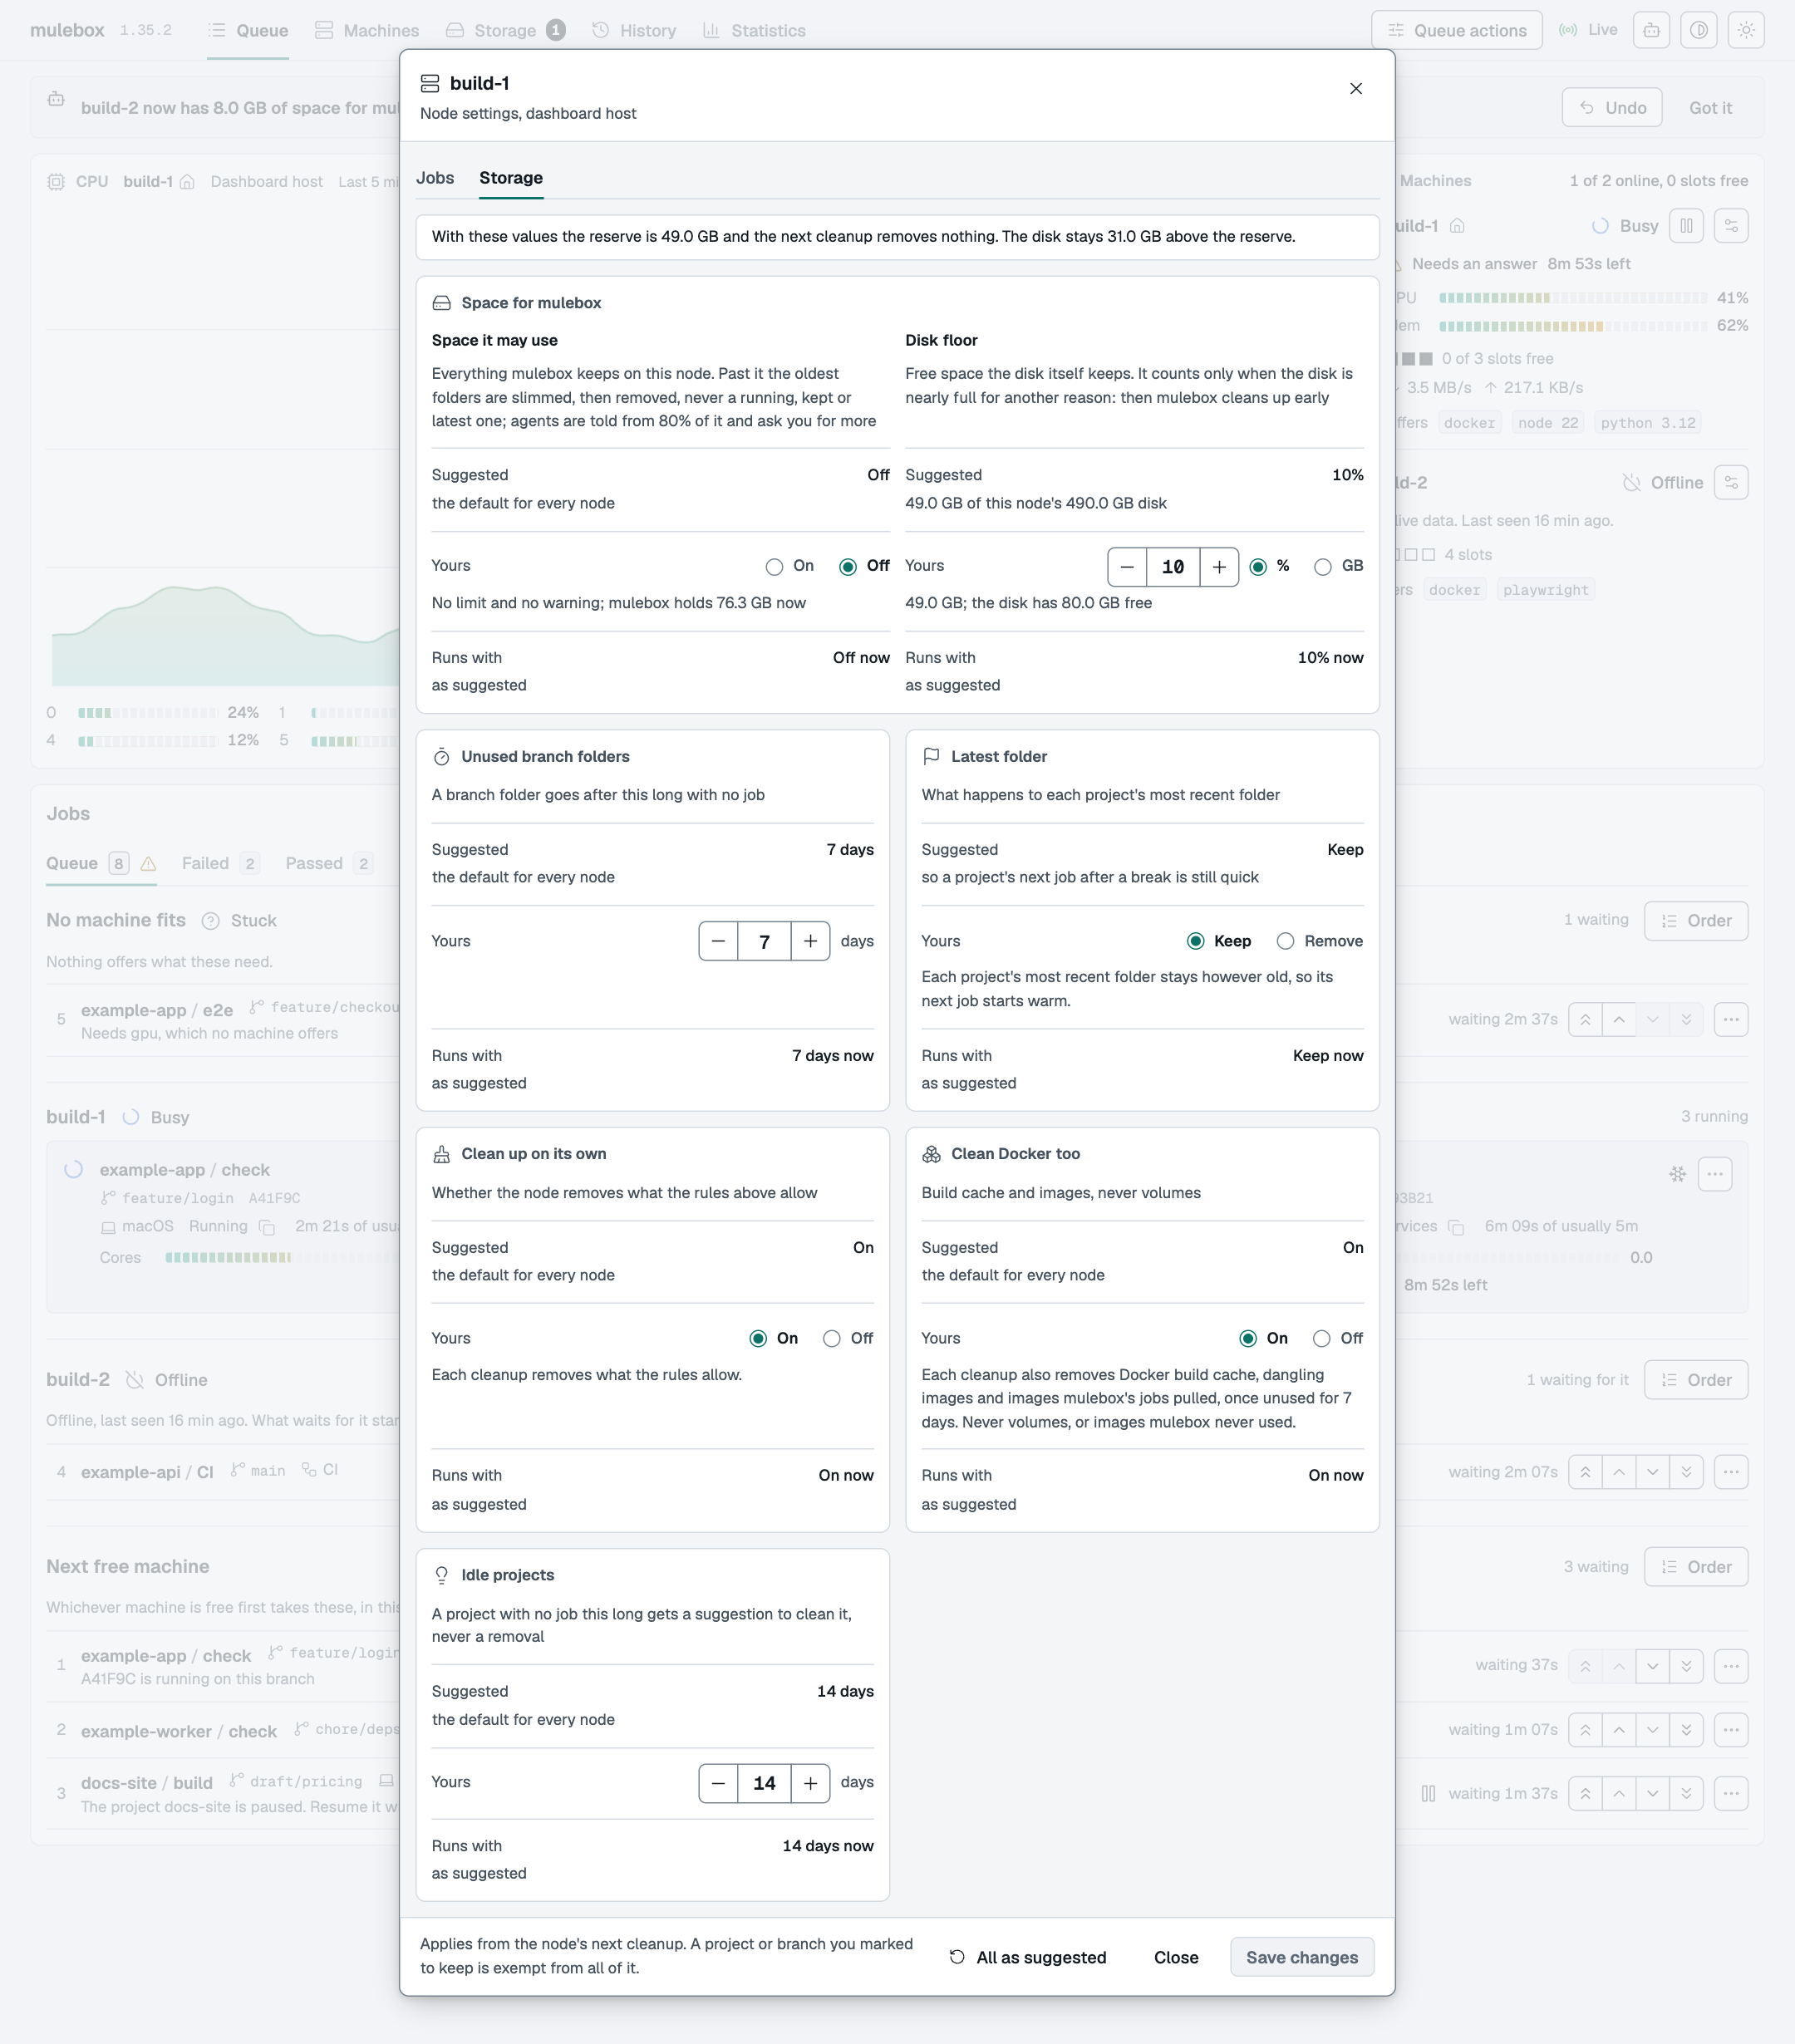 mulebox 1.35.2 Queue Machines Storage 1 History Statistics Queue actions Live
build-1
Node settings, dashboard host
build-2 now has 8.0 GB of space for Undo Got it
CPU build-1 Dashboard host Last 5
Machines 1 of 2 online, 0 slots free
Busy
Needs an answer 8m 53s left
41%
62%
0 of 3 slots free
3.5 MB/s 217.1 KB/s
docker node 22 python 3.12
Offline
live data. Last seen 16 min ago.
4 slots
docker playwright
0 24% 1
4 12% 5
Jobs Storage
With these values the reserve is 49.0 GB and the next cleanup removes nothing. The disk stays 31.0 GB above the reserve.
Space for mulebox
Space it may use
Everything mulebox keeps on this node. Past it the oldest
folders are slimmed, then removed, never a running, kept or
latest one; agents are told from 80% of it and ask you for more
Suggested Off
the default for every node
Yours On Off
No limit and no warning; mulebox holds 76.3 GB now
Runs with Off now
as suggested
Disk floor
Free space the disk itself keeps. It counts only when the disk is
nearly full for another reason: then mulebox cleans up early
Suggested 10%
49.0 GB of this node's 490.0 GB disk
Yours − 10 + % GB
49.0 GB; the disk has 80.0 GB free
Runs with 10% now
as suggested
Unused branch folders
A branch folder goes after this long with no job
Suggested 7 days
the default for every node
Yours − 7 + days
Runs with 7 days now
as suggested
Latest folder
What happens to each project's most recent folder
Suggested Keep
so a project's next job after a break is still quick
Yours Keep Remove
Each project's most recent folder stays however old, so its
next job starts warm.
Runs with Keep now
as suggested
Clean up on its own
Whether the node removes what the rules above allow
Suggested On
the default for every node
Yours On Off
Each cleanup removes what the rules allow.
Runs with On now
as suggested
Clean Docker too
Build cache and images, never volumes
Suggested On
the default for every node
Yours On Off
Each cleanup also removes Docker build cache, dangling
images and images mulebox's jobs pulled, once unused for 7
days. Never volumes, or images mulebox never used.
Runs with On now
as suggested
Idle projects
A project with no job this long gets a suggestion to clean it,
never a removal
Suggested 14 days
the default for every node
Yours − 14 + days
Runs with 14 days now
as suggested
Applies from the node's next cleanup. A project or branch you marked
to keep is exempt from all of it.
All as suggested Close Save changes
Jobs
Queue 8 Failed 2 Passed 2
No machine fits Stuck 1 waiting Order
Nothing offers what these need.
5 example-app / e2e waiting 2m 37s
Needs gpu, which no machine offers
build-1 Busy 3 running
example-app / check
feature/login A41F9C
macOS Running 2m 21s of 6m 09s of usually 5m
Cores 0.0
8m 52s left
build-2 Offline 1 waiting for it Order
Offline, last seen 16 min ago. What waits for it
4 example-api / CI main CI waiting 2m 07s
Next free machine 3 waiting Order
Whichever machine is free first takes these, in
1 example-app / check waiting 37s
A41F9C is running on this branch
2 example-worker / check waiting 1m 07s
3 docs-site / build draft/pricing waiting 1m 37s
The project docs-site is paused. Resume it